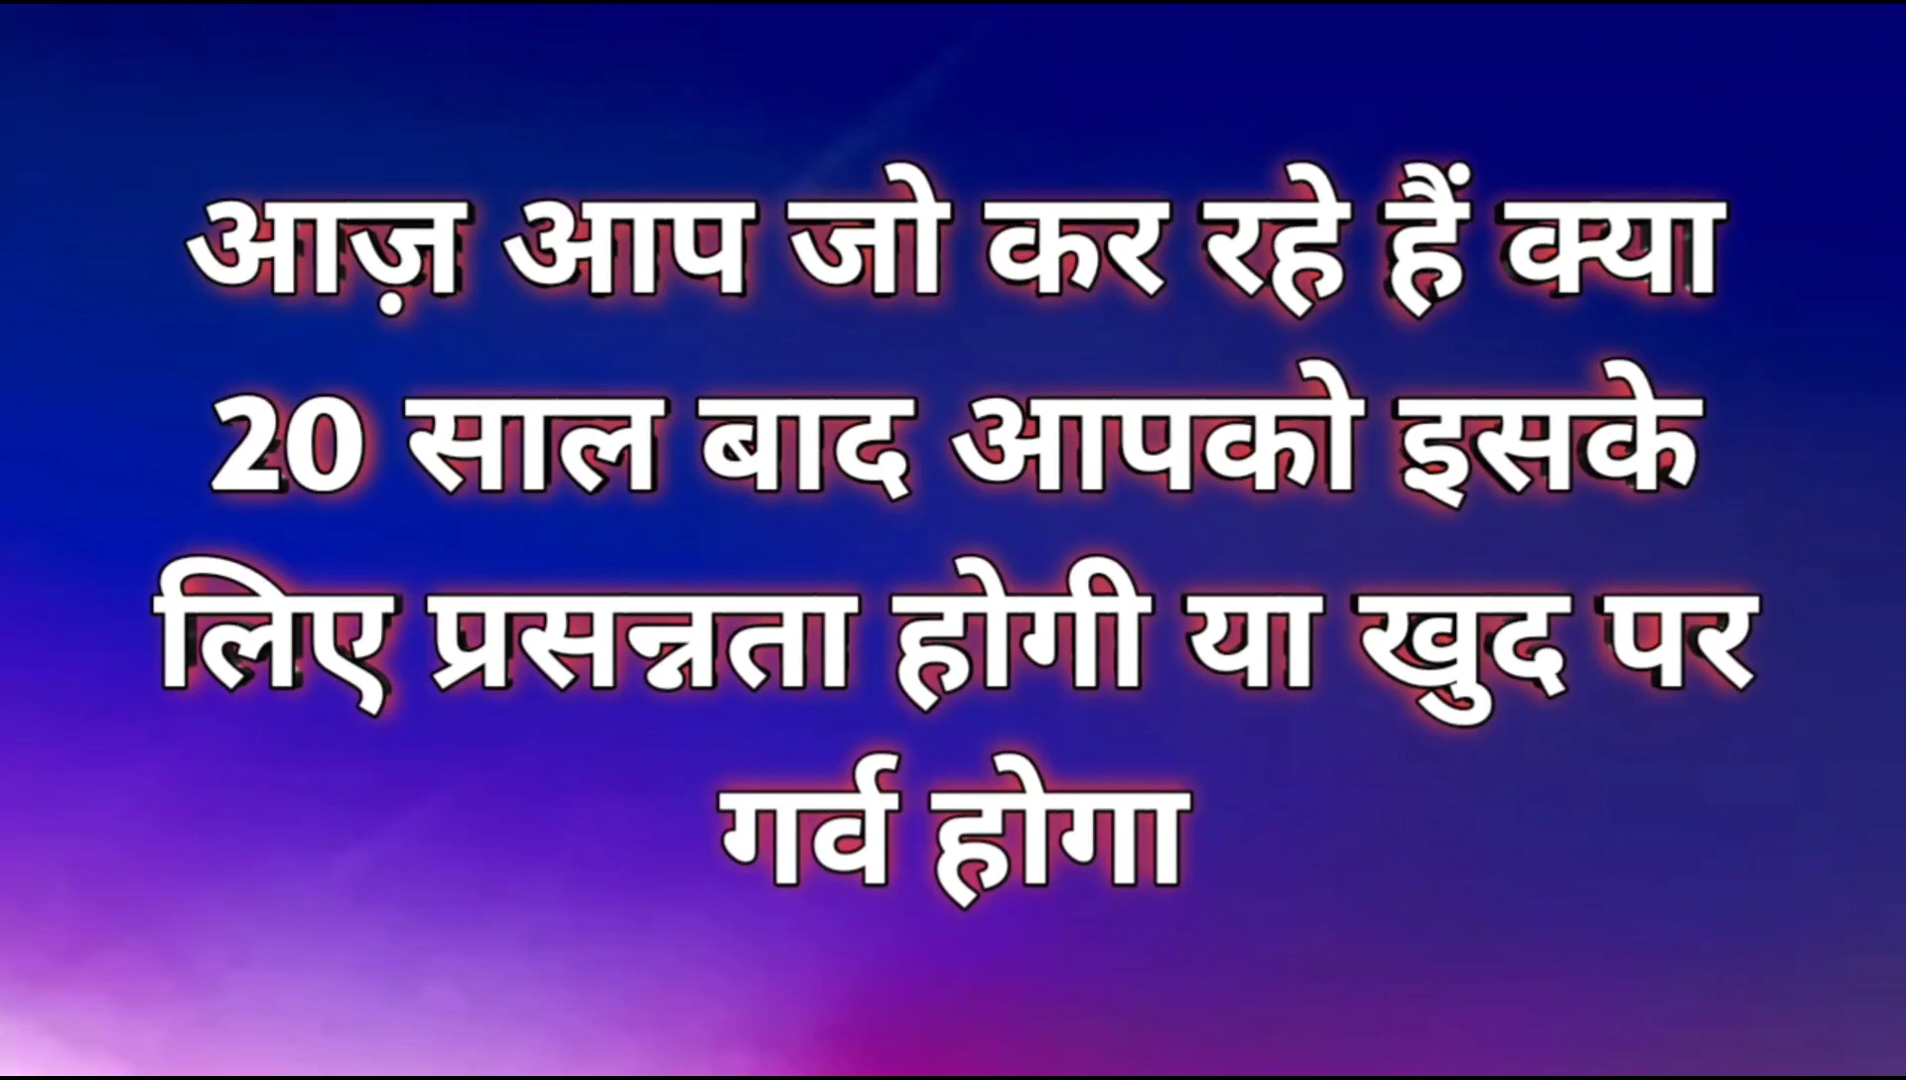 आज़ आप जो कर रहे हैं क्या
20 साल बाद आपको इसके
लिए प्रसन्नता होगी या खुद पर
गर्व होगा